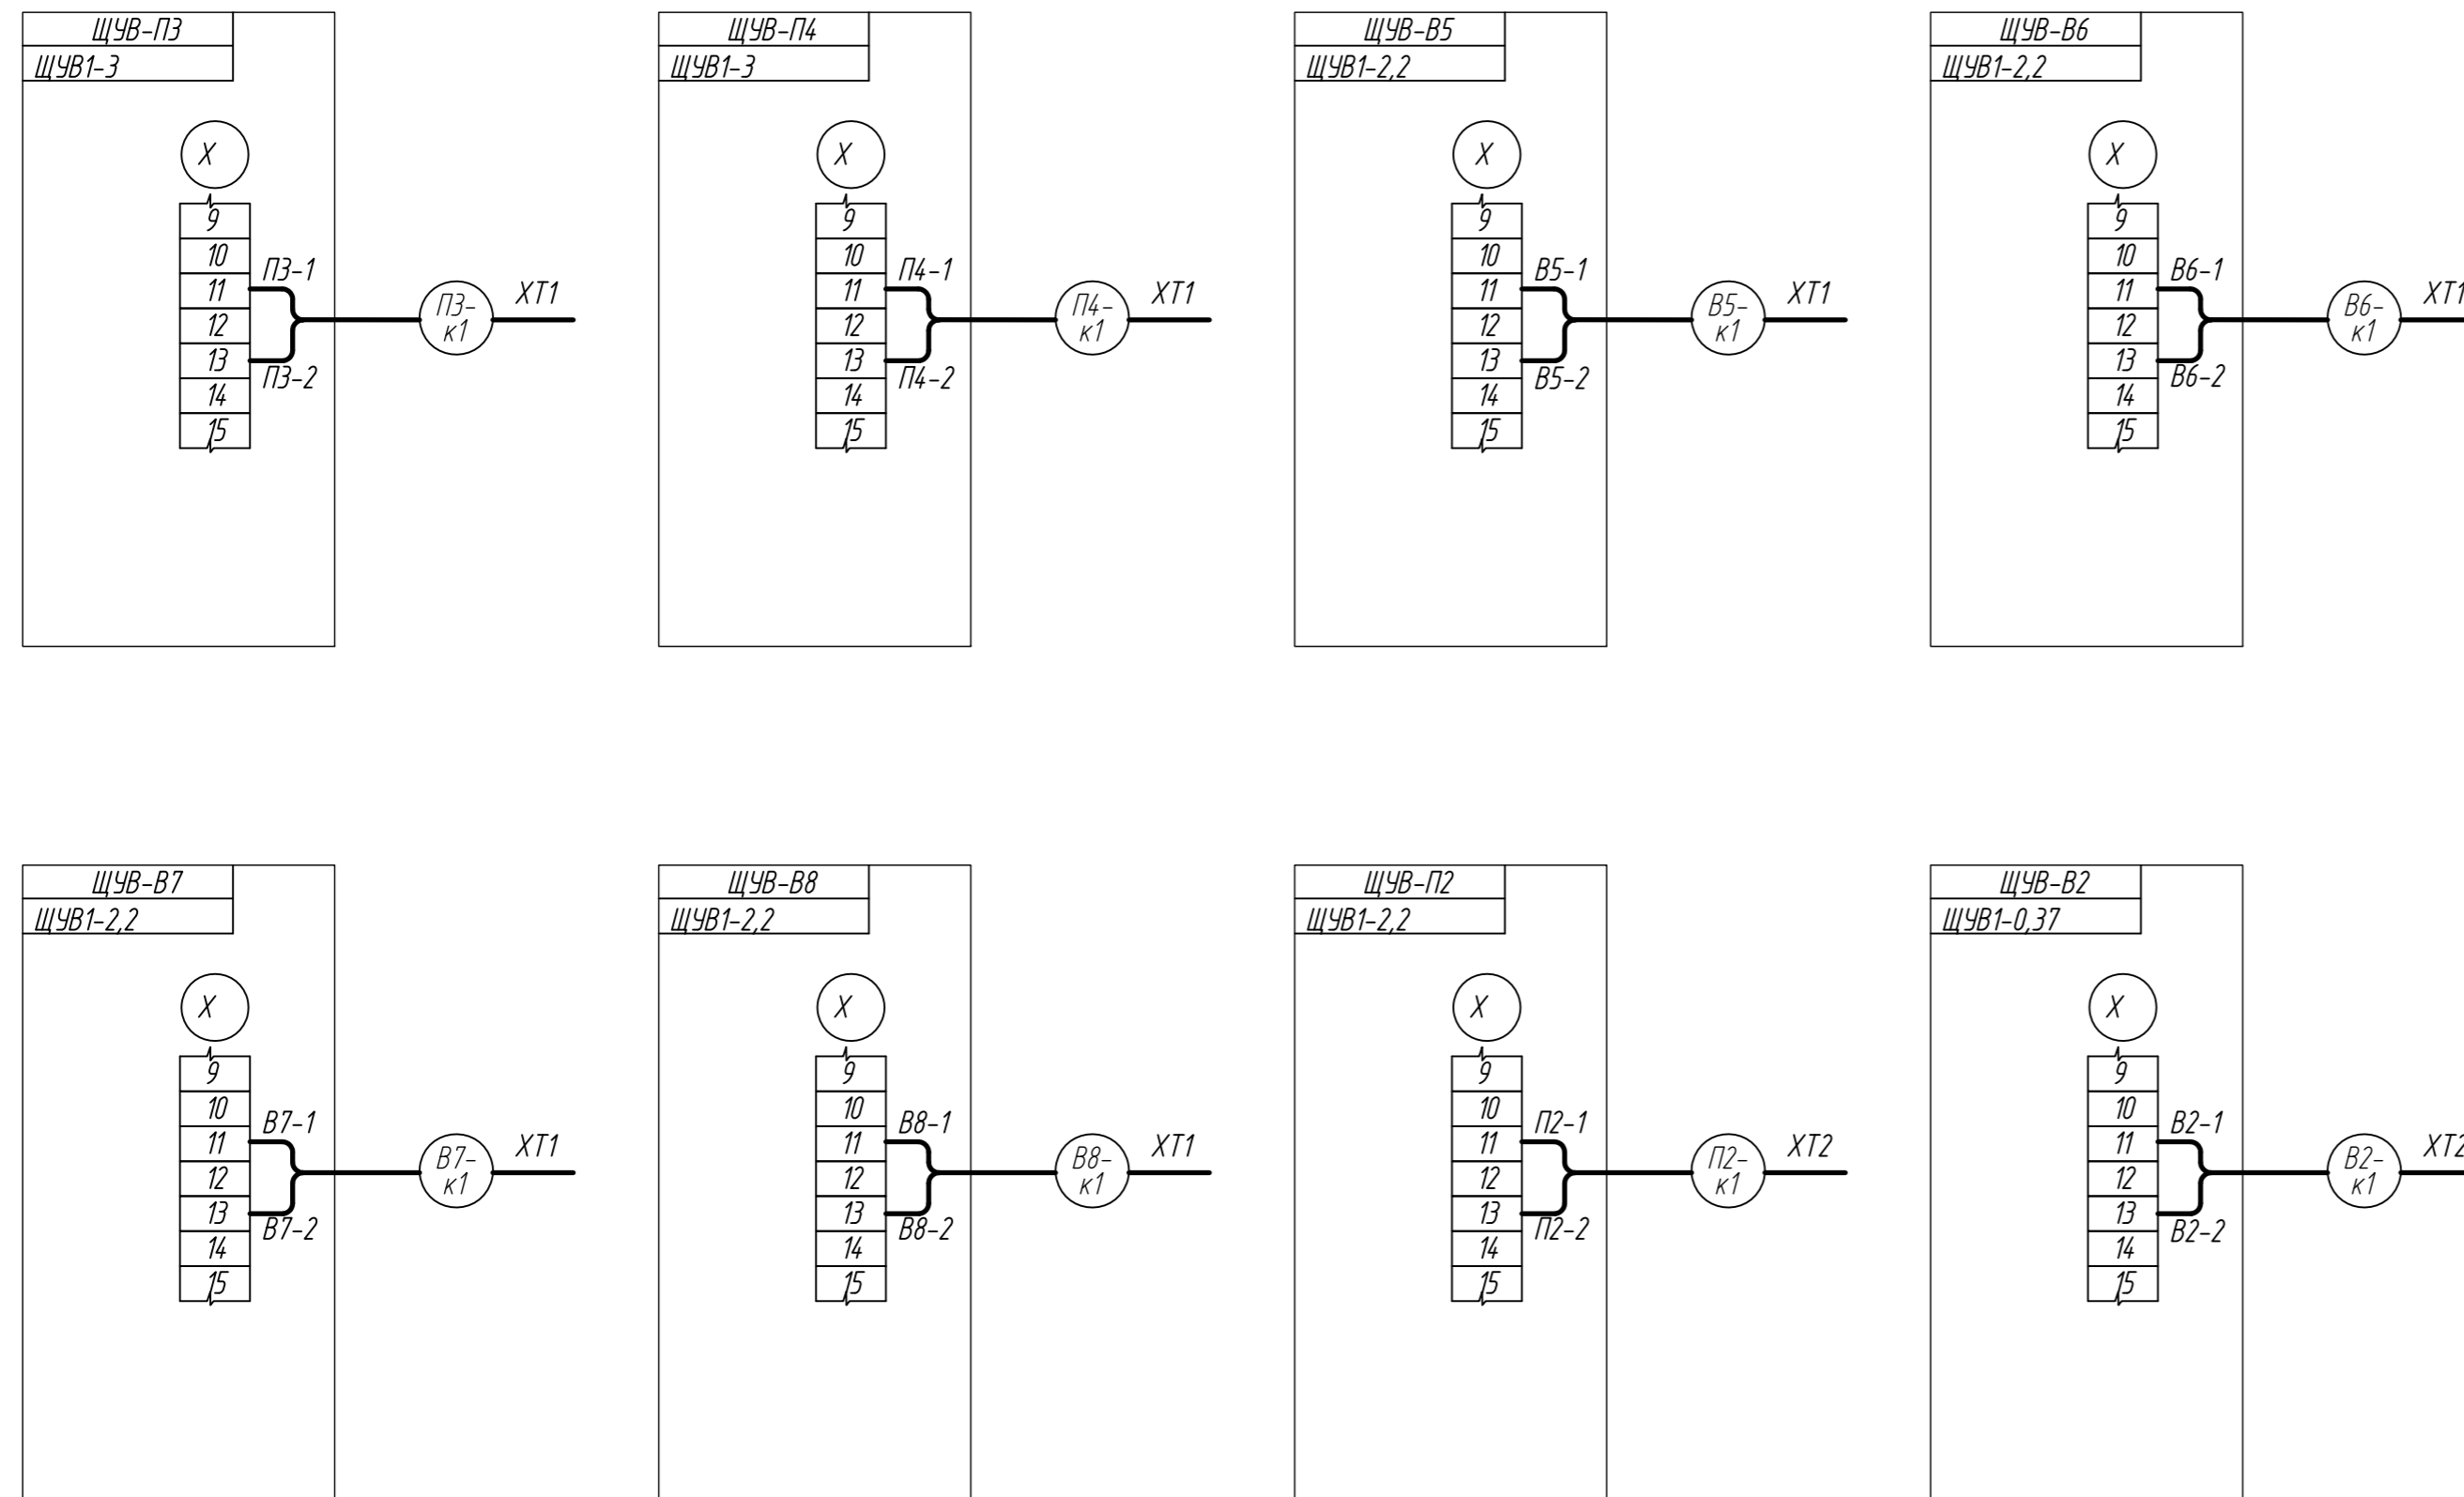 ЩУВ-П3
ЩУВ1-3
X
9
10
11
12
13
14
15
П3-1
П3-2
П3-
к1
XT1
ЩУВ-П4
ЩУВ1-3
X
9
10
11
12
13
14
15
П4-1
П4-2
П4-
к1
XT1
ЩУВ-В5
ЩУВ1-2,2
X
9
10
11
12
13
14
15
В5-1
В5-2
В5-
к1
XT1
ЩУВ-В6
ЩУВ1-2,2
X
9
10
11
12
13
14
15
В6-1
В6-2
В6-
к1
XT1
ЩУВ-В7
ЩУВ1-2,2
X
9
10
11
12
13
14
15
В7-1
В7-2
В7-
к1
XT1
ЩУВ-В8
ЩУВ1-2,2
X
9
10
11
12
13
14
15
В8-1
В8-2
В8-
к1
XT1
ЩУВ-П2
ЩУВ1-2,2
X
9
10
11
12
13
14
15
П2-1
П2-2
П2-
к1
XT2
ЩУВ-В2
ЩУВ1-0,37
X
9
10
11
12
13
14
15
В2-1
В2-2
В2-
к1
XT2